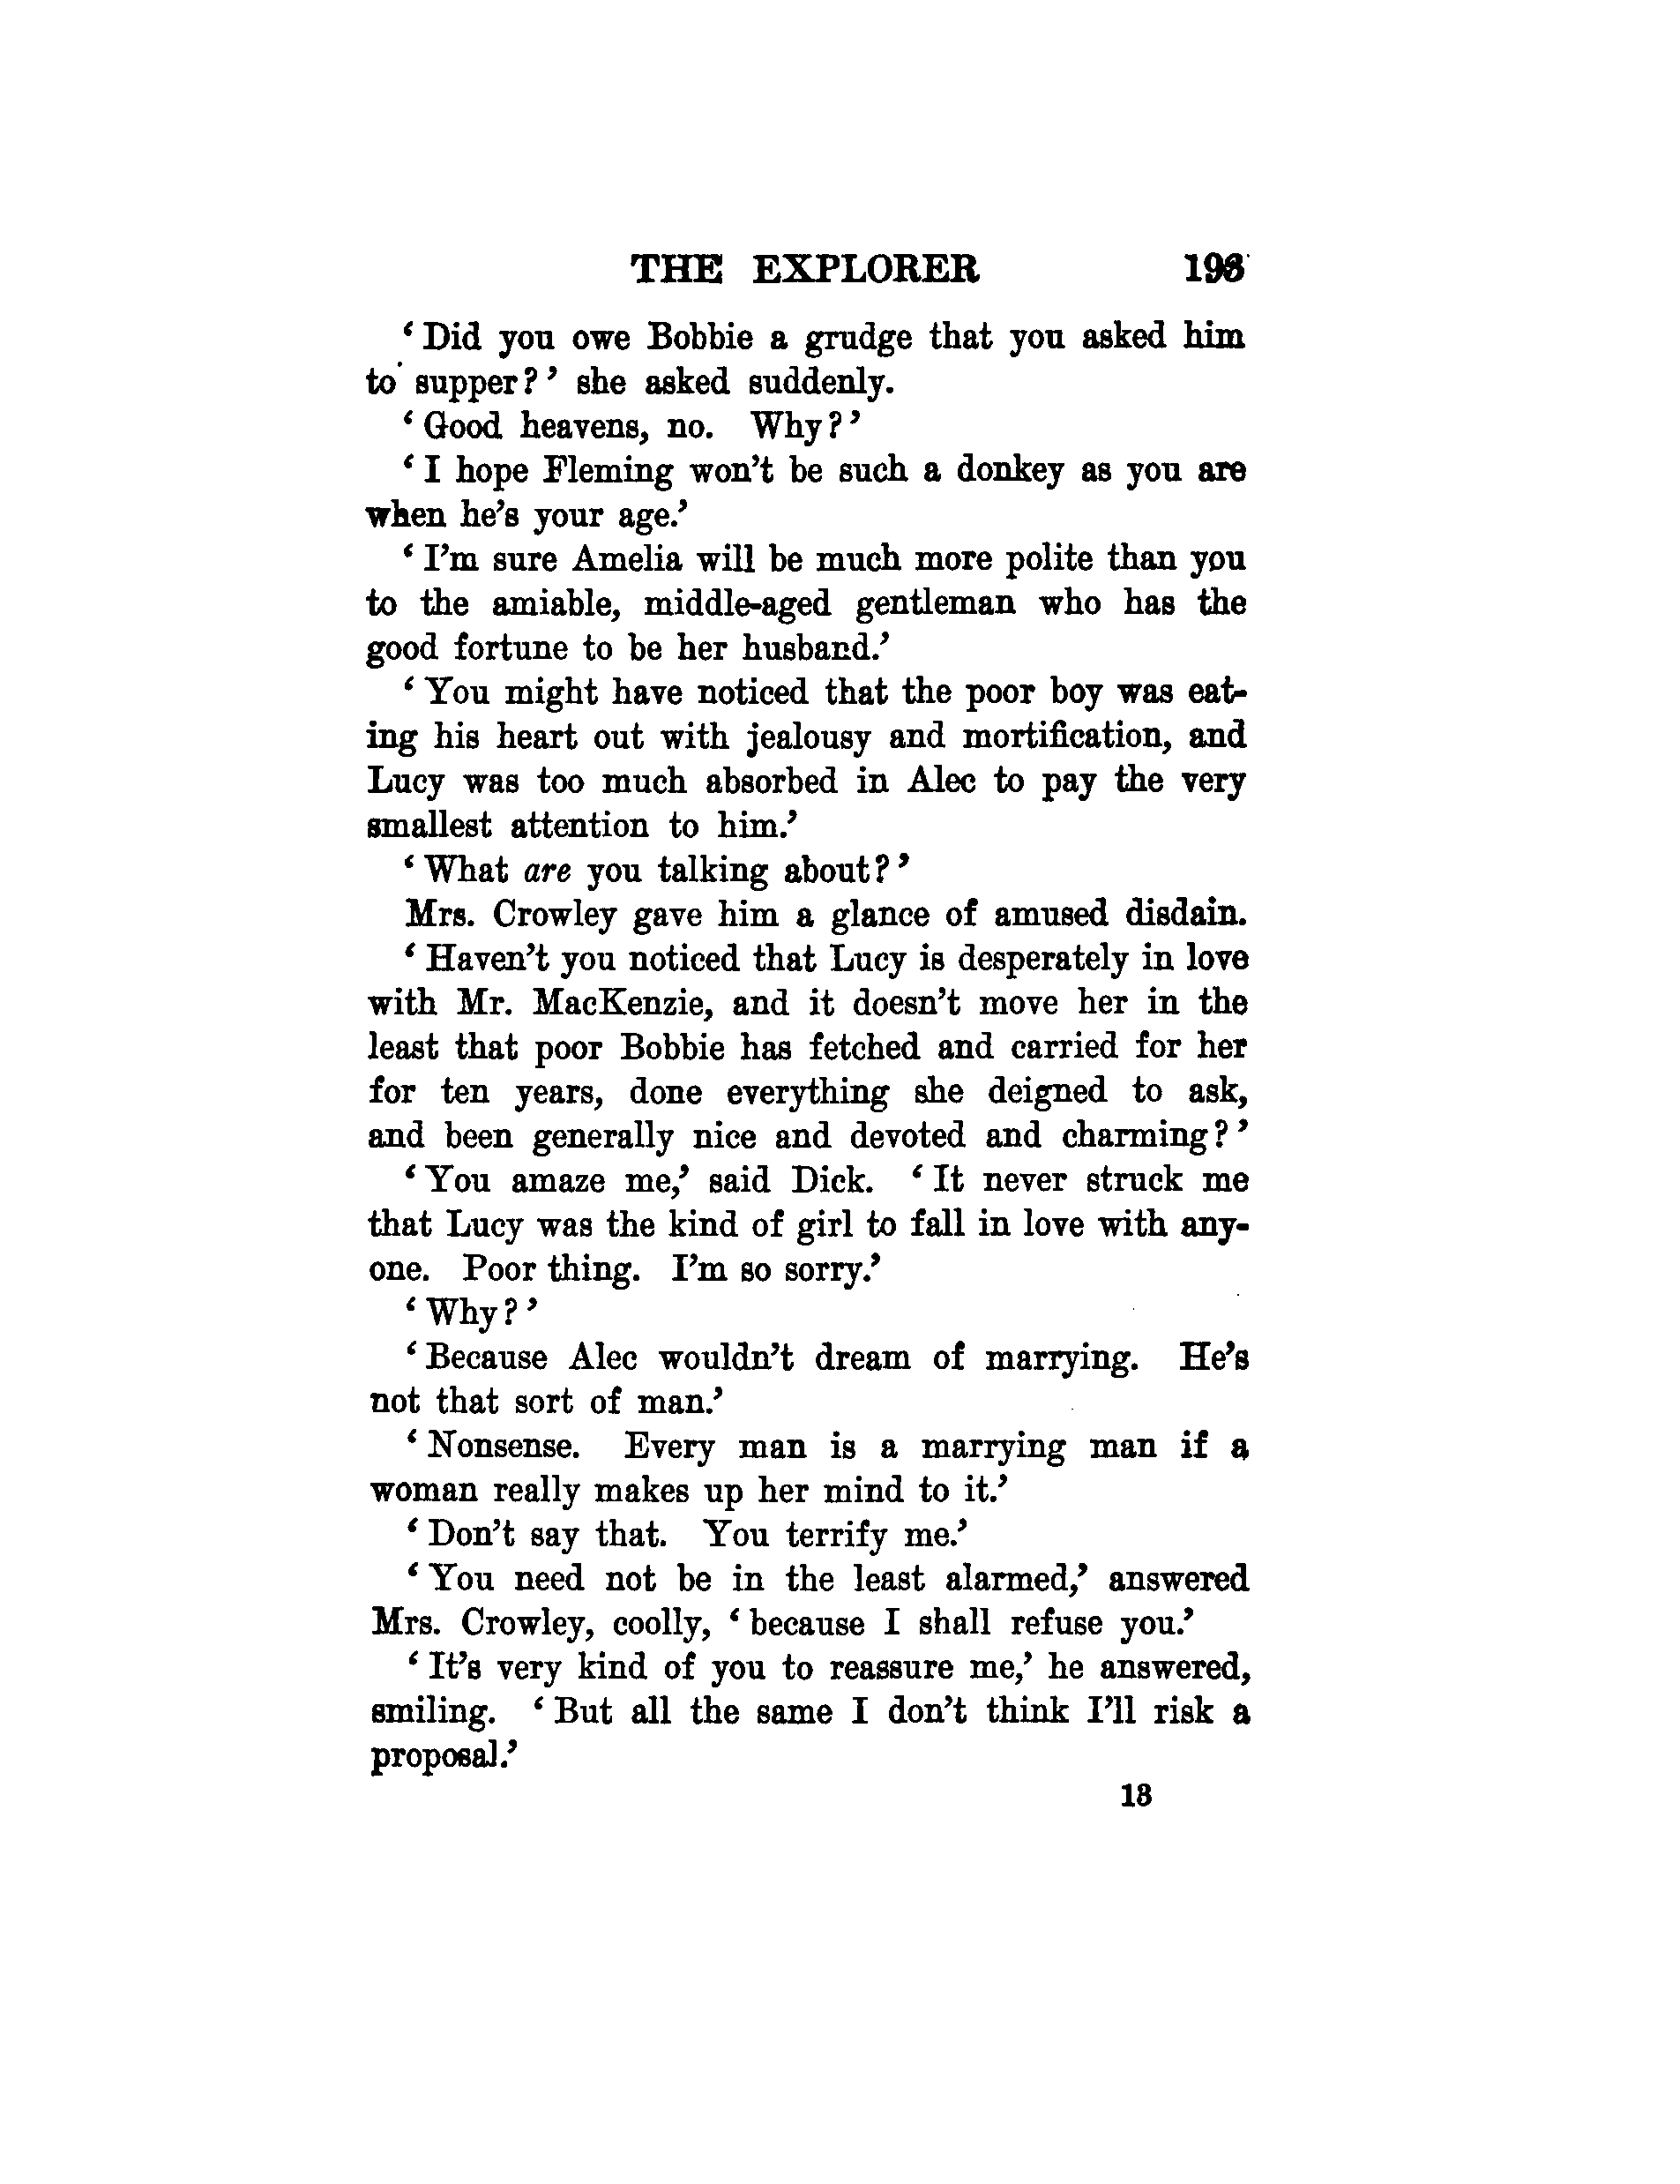 THE EXPLORER 193
‘Did you owe Bobbie a grudge that you asked him
to supper?’ she asked suddenly.
‘Good heavens, no. Why?’
‘I hope Fleming won’t be such a donkey as you are
when he’s your age.’
‘I’m sure Amelia will be much more polite than you
to the amiable, middle-aged gentleman who has the
good fortune to be her husband.’
‘You might have noticed that the poor boy was eat-
ing his heart out with jealousy and mortification, and
Lucy was too much absorbed in Alec to pay the very
smallest attention to him.’
‘What are you talking about?’
Mrs. Crowley gave him a glance of amused disdain.
‘Haven’t you noticed that Lucy is desperately in love
with Mr. MacKenzie, and it doesn’t move her in the
least that poor Bobbie has fetched and carried for her
for ten years, done everything she deigned to ask,
and been generally nice and devoted and charming?’
‘You amaze me,’ said Dick. ‘It never struck me
that Lucy was the kind of girl to fall in love with any-
one. Poor thing. I’m so sorry.’
‘Why?’
‘Because Alec wouldn’t dream of marrying. He’s
not that sort of man.’
‘Nonsense. Every man is a marrying man if a
woman really makes up her mind to it.’
‘Don’t say that. You terrify me.’
‘You need not be in the least alarmed,’ answered
Mrs. Crowley, coolly, ‘because I shall refuse you.’
‘It’s very kind of you to reassure me,’ he answered,
smiling. ‘But all the same I don’t think I’ll risk a
proposal.’
13